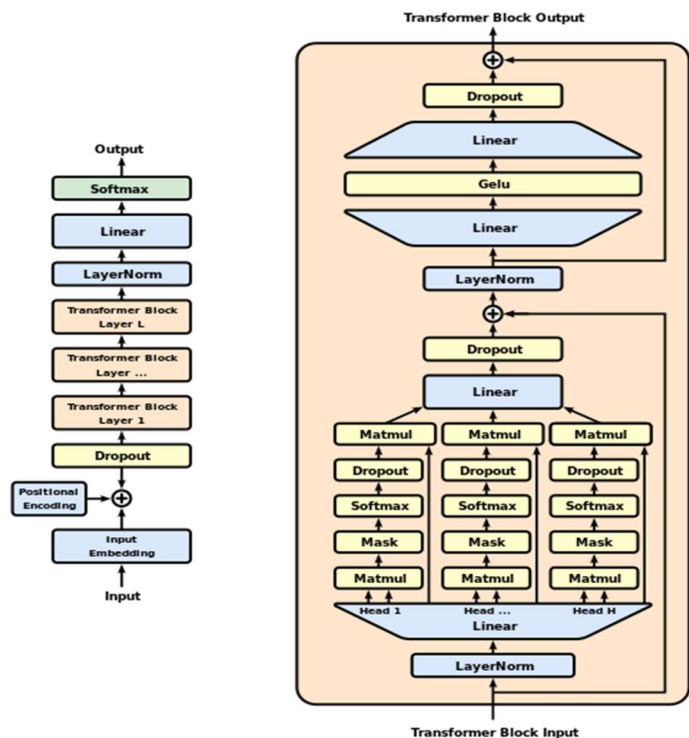 Output
Softmax
Linear
LayerNorm
Transformer Block
Layer L
Transformer Block
Layer ...
Transformer Block
Layer 1
Dropout
Positional
Encoding
Input
Embedding
Input
Transformer Block Output
Dropout
Linear
Gelu
Linear
LayerNorm
Dropout
Linear
Matmul Matmul Matmul
Dropout Dropout Dropout
Softmax Softmax Softmax
Mask Mask Mask
Matmul Matmul Matmul
Head 1 Head ... Head H
Linear
LayerNorm
Transformer Block Input